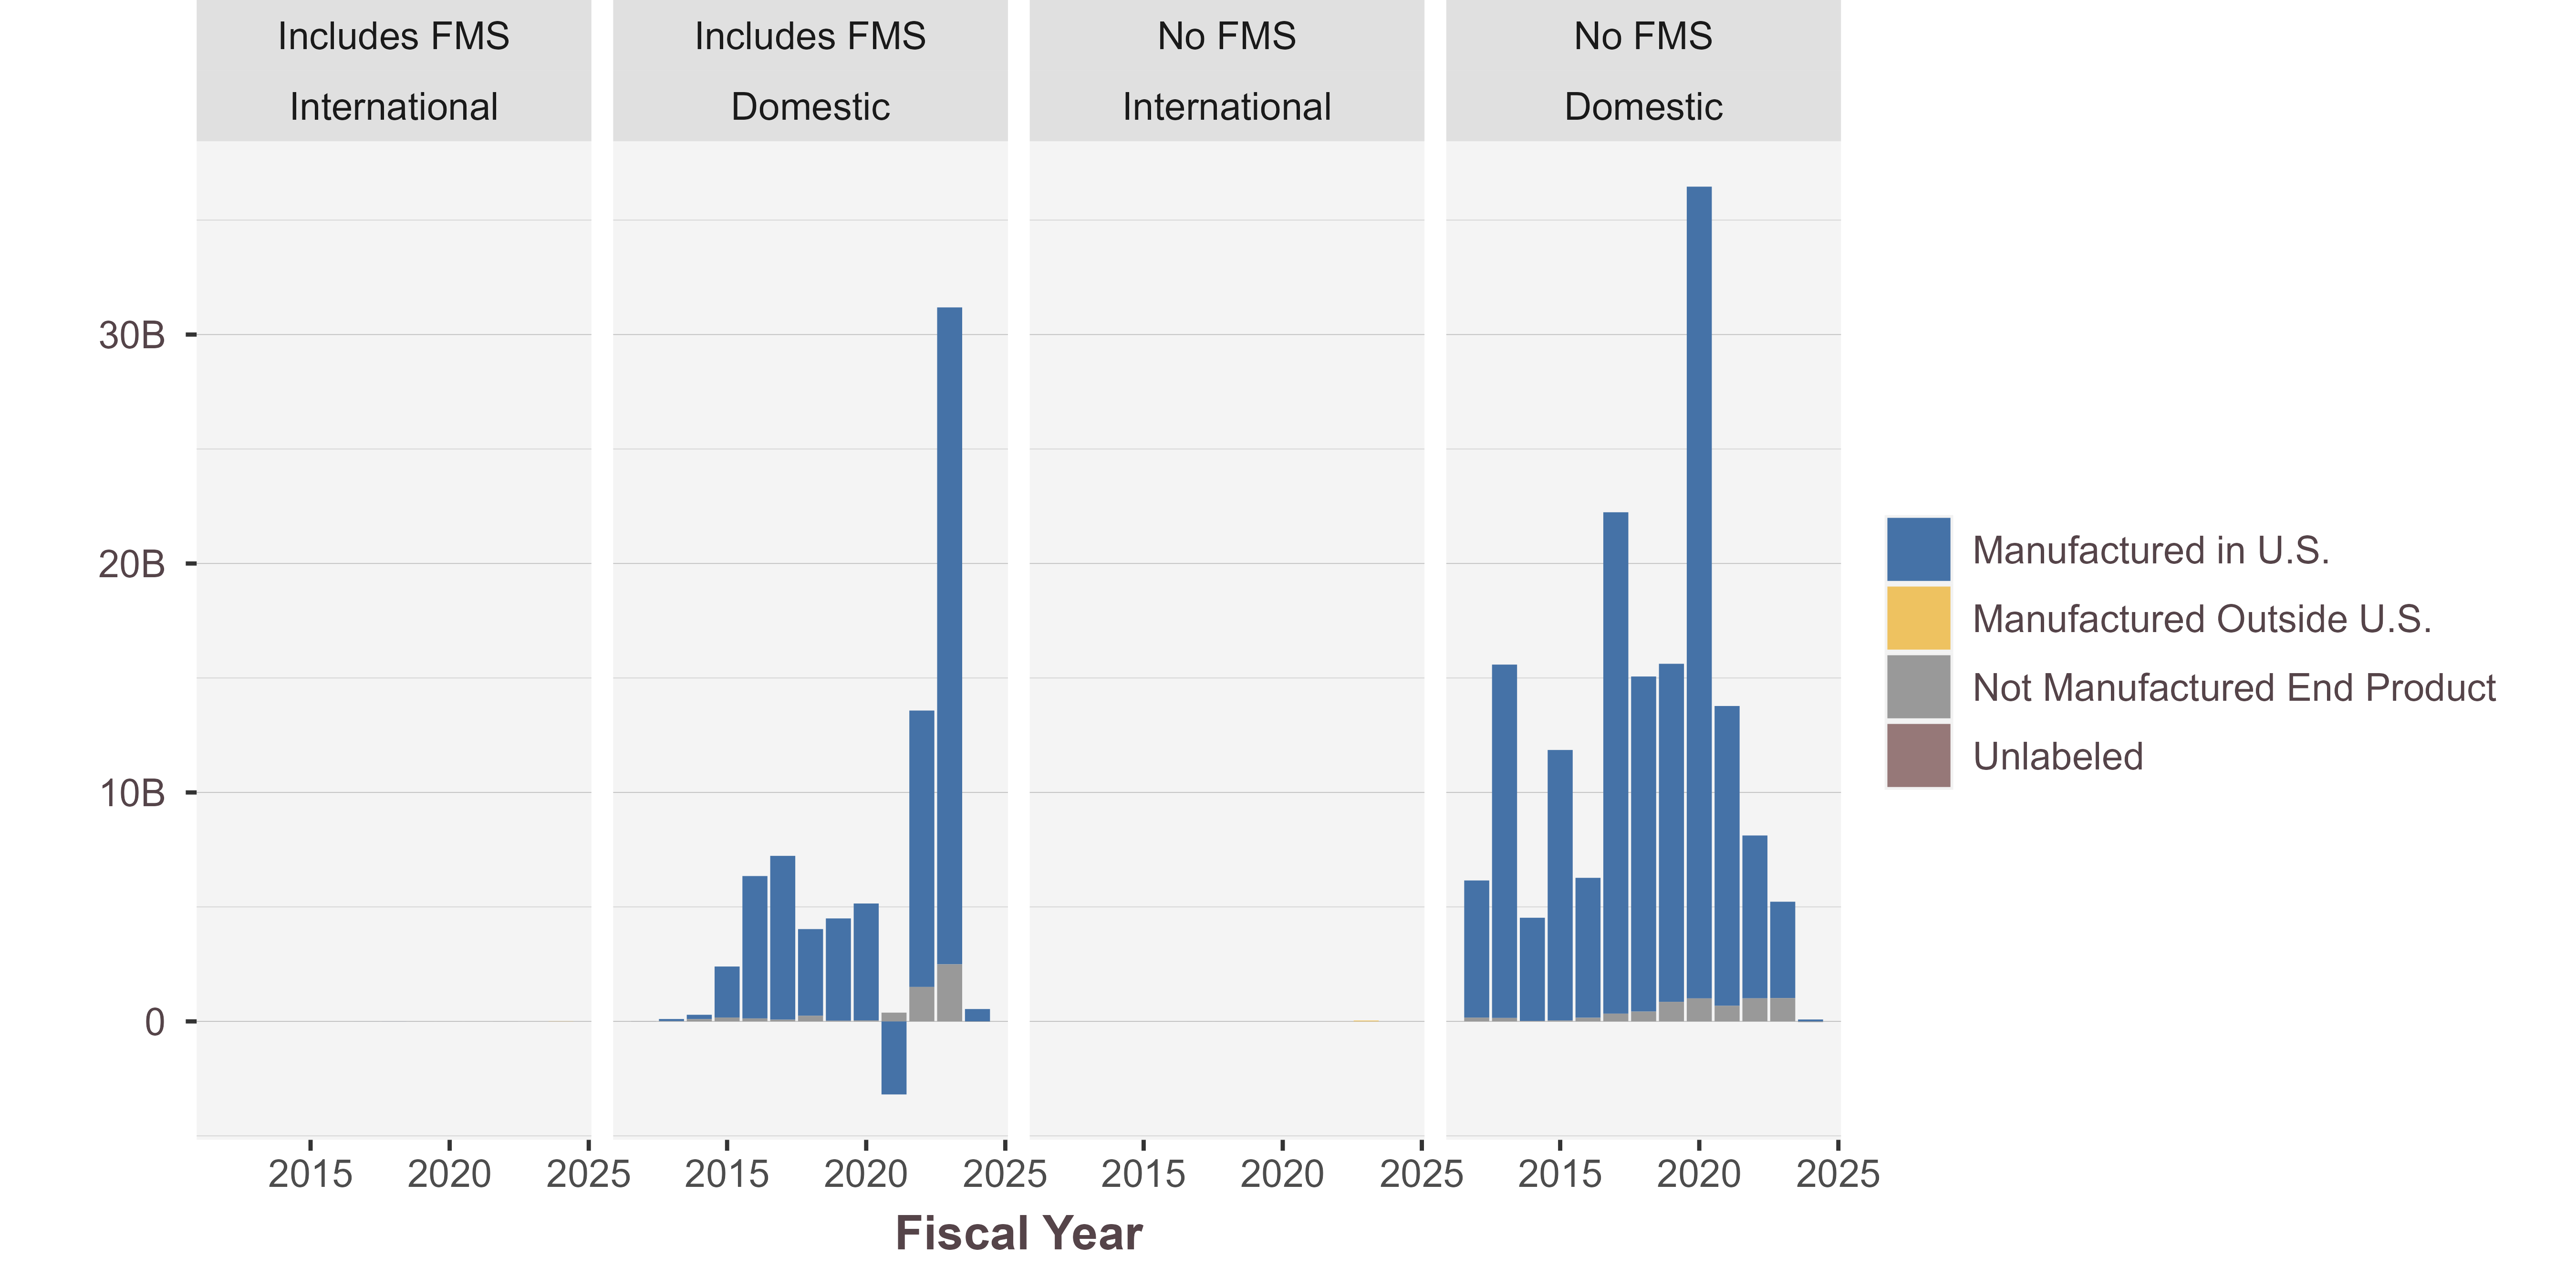 Includes FMS
International
Includes FMS
Domestic
No FMS
International
No FMS
Domestic
30B
20B
10B
0
2015 2020 2025
2015 2020 2025
2015 2020 2025
2015 2020 2025
Fiscal Year
Manufactured in U.S.
Manufactured Outside U.S.
Not Manufactured End Product
Unlabeled